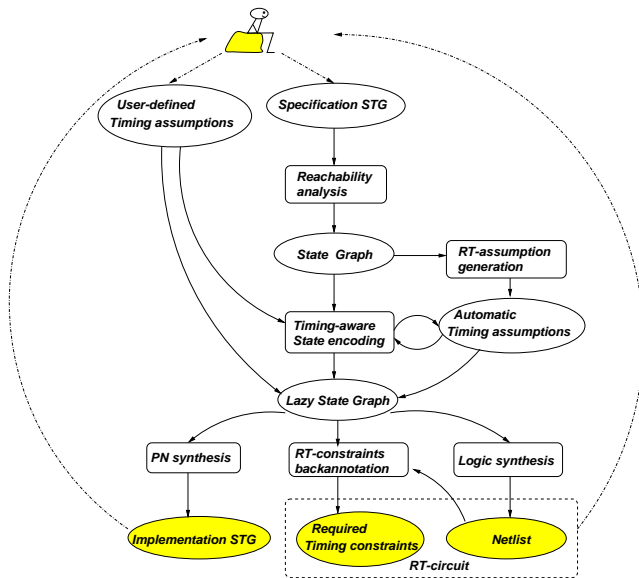 User-defined
Timing assumptions
Specification STG
Reachability
analysis
State Graph
RT-assumption
generation
Timing-aware
State encoding
Automatic
Timing assumptions
Lazy State Graph
PN synthesis
RT-constraints
backannotation
Logic synthesis
Implementation STG
Required
Timing constraints
Netlist
RT-circuit